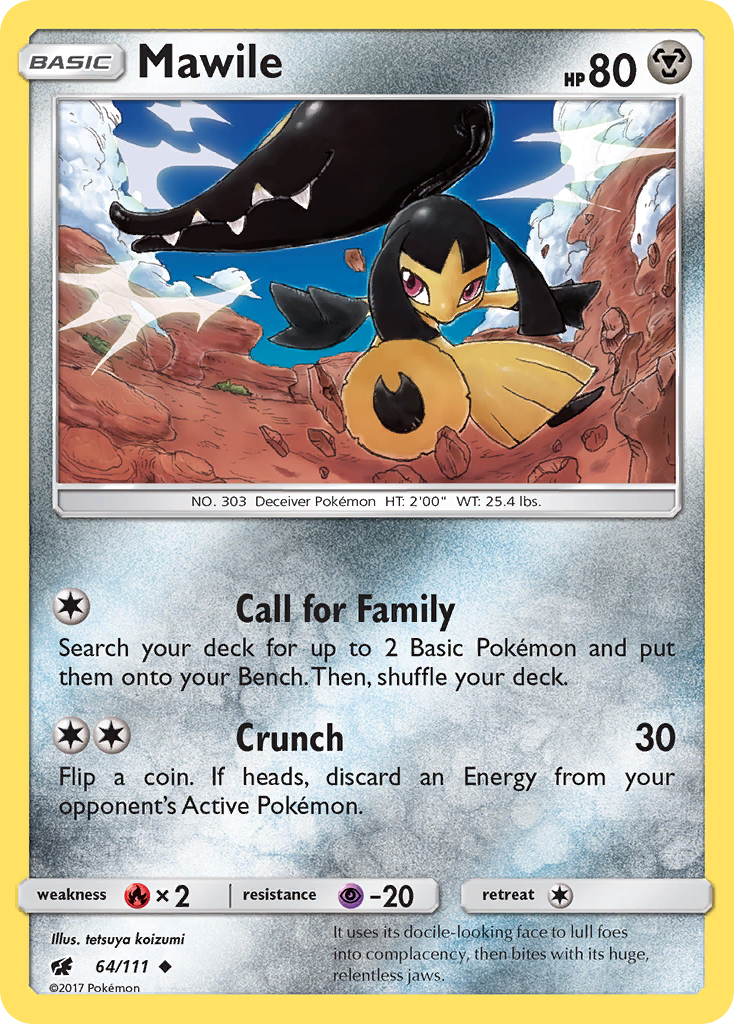 BASIC Mawile HP 80
NO. 303 Deceiver Pokémon HT: 2'00" WT: 25.4 lbs.
Call for Family
Search your deck for up to 2 Basic Pokémon and put
them onto your Bench. Then, shuffle your deck.
Crunch 30
Flip a coin. If heads, discard an Energy from your
opponent's Active Pokémon.
weakness ×2 resistance -20 retreat
Illus. tetsuya koizumi
64/111
©2017 Pokémon
It uses its docile-looking face to lull foes
into complacency, then bites with its huge,
relentless jaws.